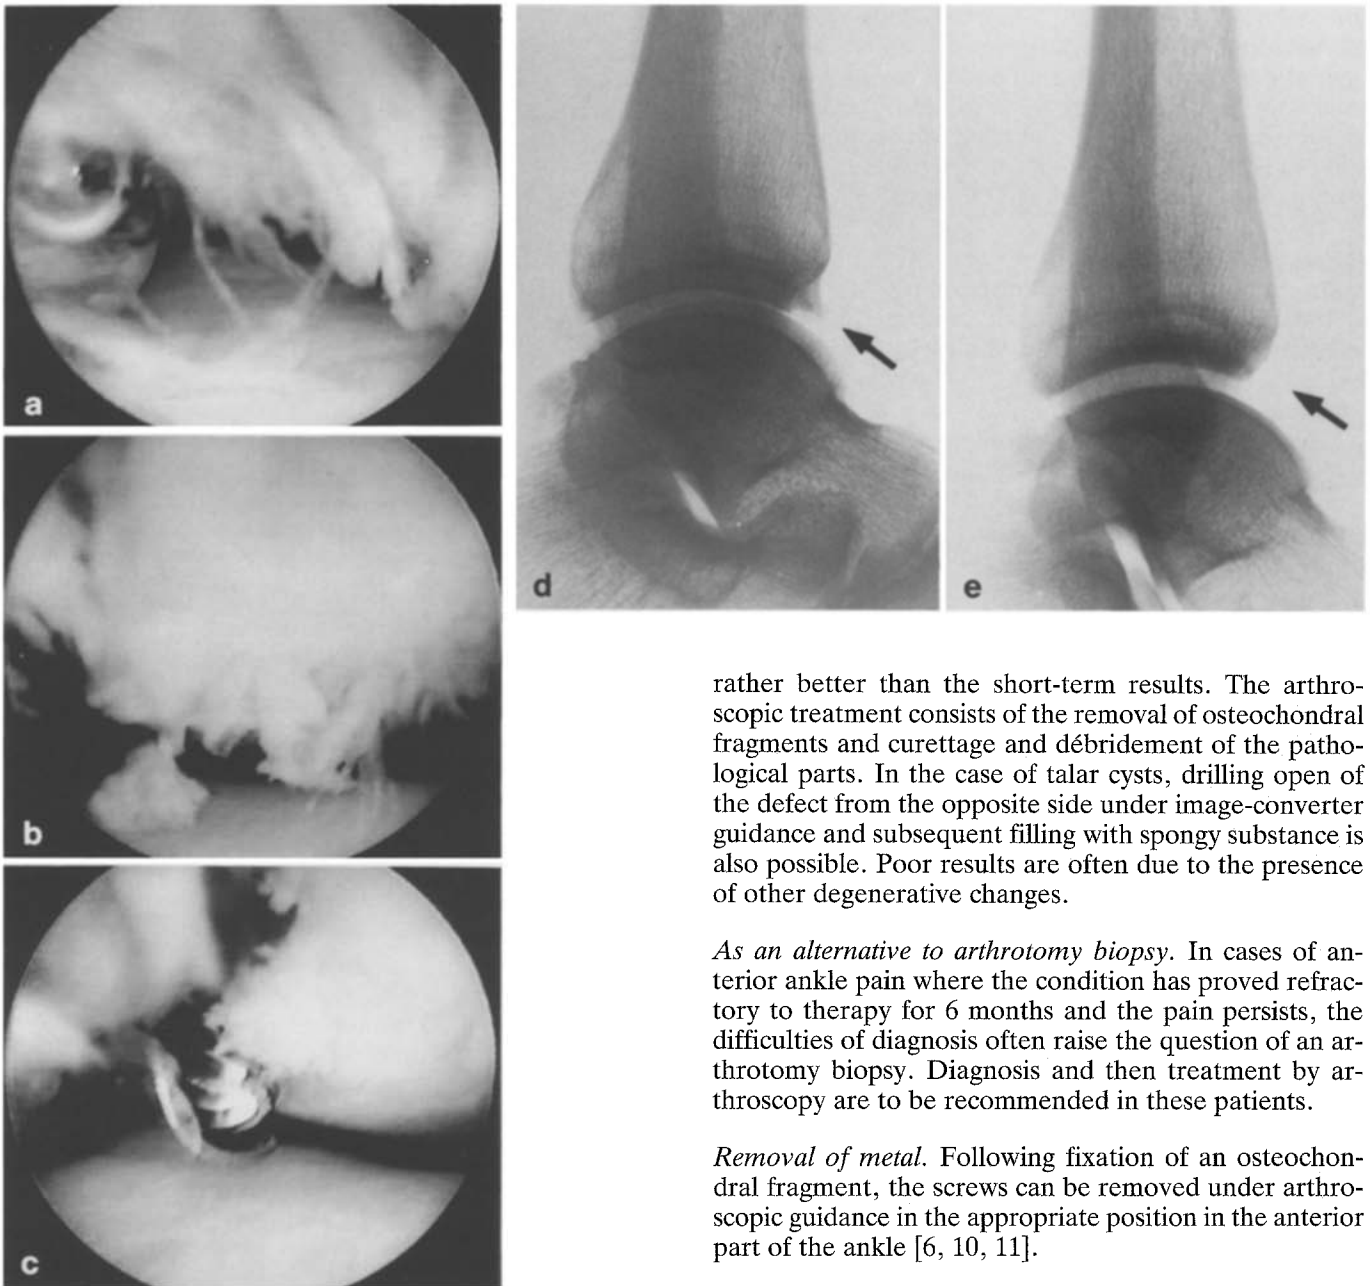 a
b
c
d
e
rather better than the short-term results. The arthro-
scopic treatment consists of the removal of osteochondral
fragments and curettage and débridement of the patho-
logical parts. In the case of talar cysts, drilling open of
the defect from the opposite side under image-converter
guidance and subsequent filling with spongy substance is
also possible. Poor results are often due to the presence
of other degenerative changes.
As an alternative to arthrotomy biopsy. In cases of an-
terior ankle pain where the condition has proved refrac-
tory to therapy for 6 months and the pain persists, the
difficulties of diagnosis often raise the question of an ar-
throtomy biopsy. Diagnosis and then treatment by ar-
throscopy are to be recommended in these patients.
Removal of metal. Following fixation of an osteochon-
dral fragment, the screws can be removed under arthro-
scopic guidance in the appropriate position in the anterior
part of the ankle [6, 10, 11].